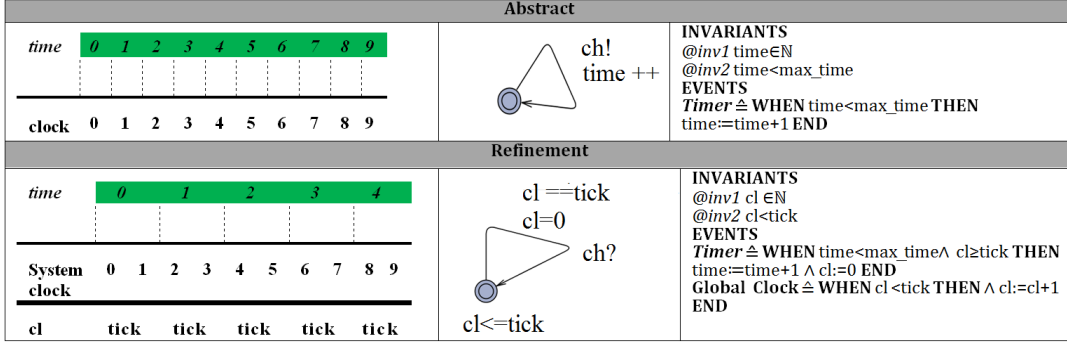 Abstract
time 0 1 2 3 4 5 6 7 8 9
clock 0 1 2 3 4 5 6 7 8 9
ch!
time ++
INVARIANTS
@inv1 time∈ℕ
@inv2 time<max_time
EVENTS
Timer ≙ WHEN time<max_time THEN
time:=time+1 END
Refinement
time 0 1 2 3 4
System 0 1 2 3 4 5 6 7 8 9
clock
cl tick tick tick tick tick
cl ==tick
cl=0
ch?
cl<=tick
INVARIANTS
@inv1 cl ∈ℕ
@inv2 cl<tick
EVENTS
Timer ≙ WHEN time<max_time∧ cl≥tick THEN
time:=time+1 ∧ cl:=0 END
Global Clock ≙ WHEN cl <tick THEN ∧ cl:=cl+1
END